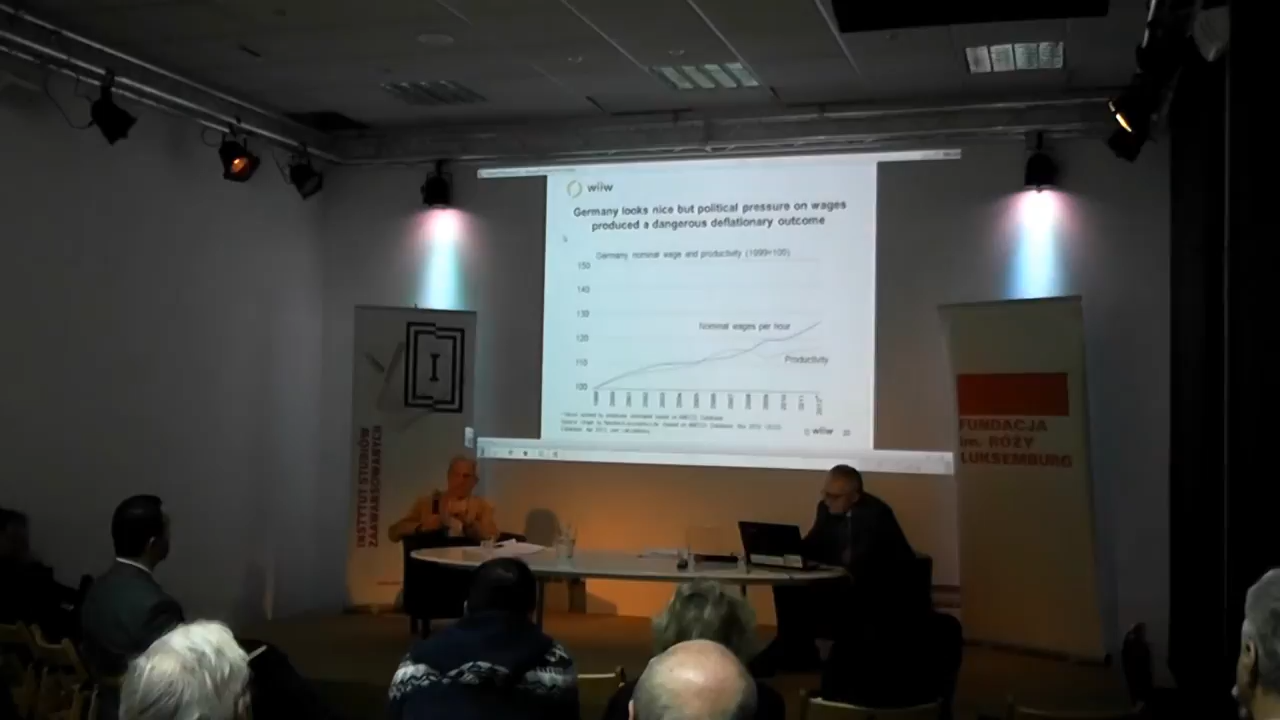 wiiw
Germany looks nice but political pressure on wages
produced a dangerous deflationary outcome
Germany, nominal wage and productivity (1999=100)
150
140
130
120
110
100
Nominal wages per hour
Productivity
wiiw
I
INSTYTUT STUDIÓW
ZAAWANSOWANYCH
FUNDACJA
im. RÓŻY
LUKSEMBURG